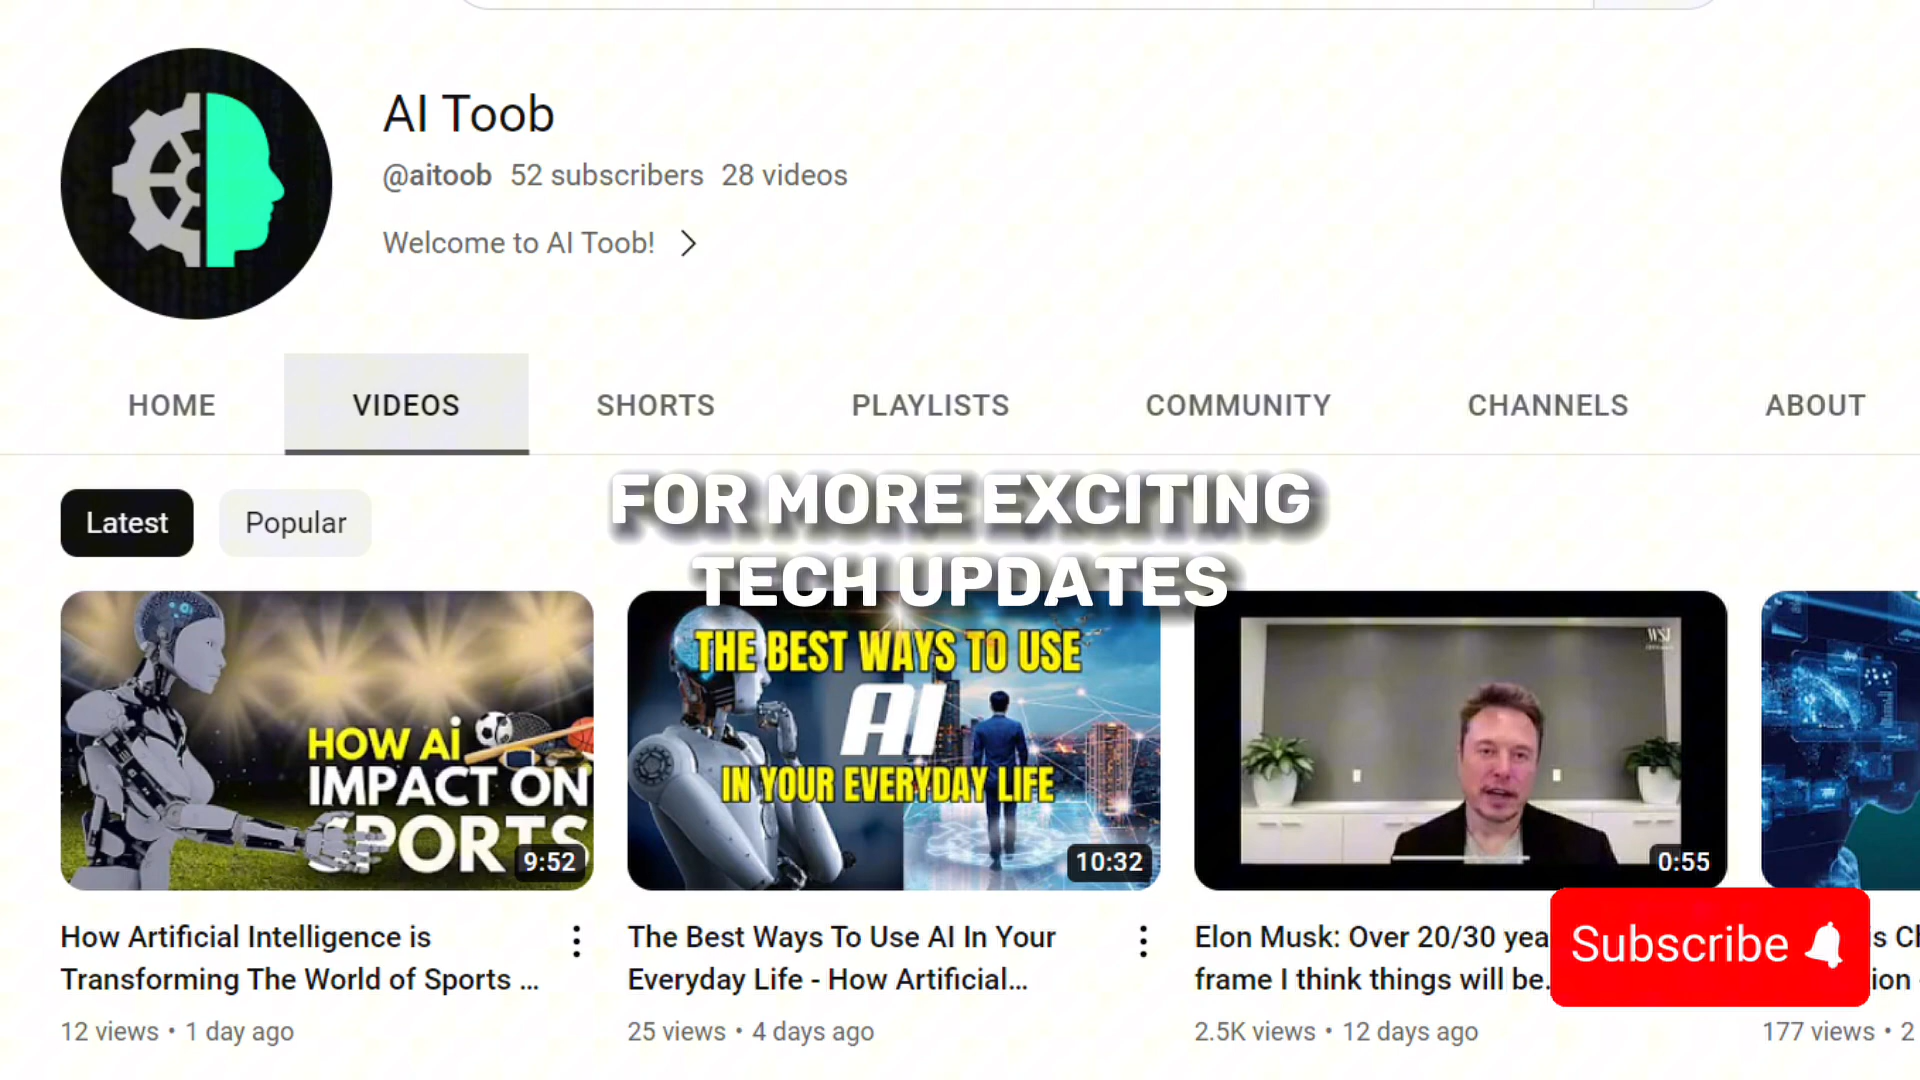 AI Toob
@aitoob 52 subscribers 28 videos
Welcome to AI Toob!
HOME VIDEOS SHORTS PLAYLISTS COMMUNITY CHANNELS ABOUT
Latest Popular
FOR MORE EXCITING
TECH UPDATES
HOW Ai
IMPACT ON
SPORTS
9:52
THE BEST WAYS TO USE
AI
IN YOUR EVERYDAY LIFE
10:32
WSJ
0:55
How Artificial Intelligence is
Transforming The World of Sports ...
12 views • 1 day ago
The Best Ways To Use AI In Your
Everyday Life - How Artificial...
25 views • 4 days ago
Elon Musk: Over 20/30 yea
frame I think things will be.
2.5K views • 12 days ago
Subscribe
177 views • 2